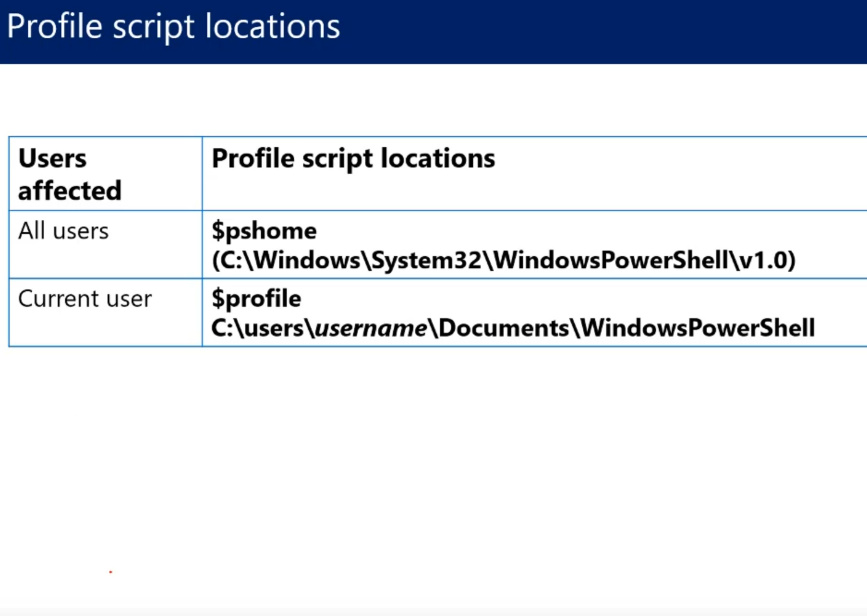 Profile script locations
Users
affected
Profile script locations
All users
$pshome
(C:\Windows\System32\WindowsPowerShell\v1.0)
Current user
$profile
C:\users\username\Documents\WindowsPowerShell